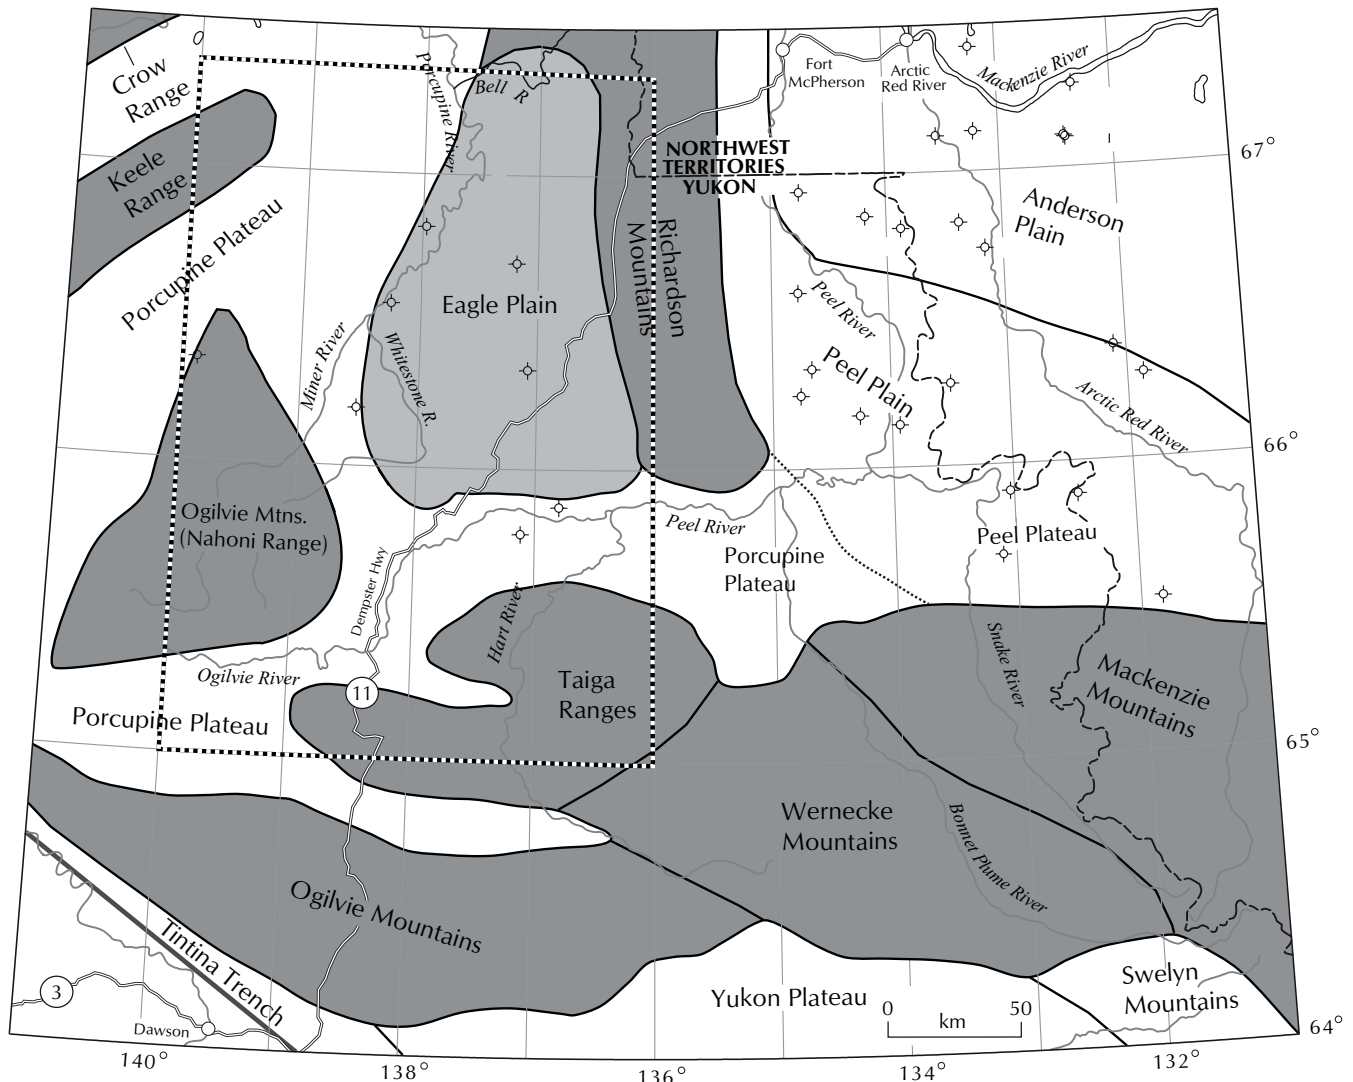 Crow
Range
Porcupine River
Bell R
Fort
McPherson
Arctic
Red River
Mackenzie River
67°
NORTHWEST
TERRITORIES
YUKON
Keele
Range
Porcupine Plateau
Anderson
Plain
Richardson
Mountains
Eagle Plain
Peel River
Peel Plain
Miner River
Whitestone R.
Arctic Red River
66°
Ogilvie Mtns.
(Nahoni Range)
Peel River
Peel Plateau
Porcupine
Plateau
Dempster Hwy
Hart River
Snake River
Ogilvie River
11
Taiga
Ranges
Mackenzie
Mountains
Porcupine Plateau
65°
Wernecke
Mountains
Bonnet Plume River
Ogilvie Mountains
Tintina Trench
3
Dawson
Yukon Plateau
0 50
km
Swelyn
Mountains
64°
140°
138°
136°
134°
132°